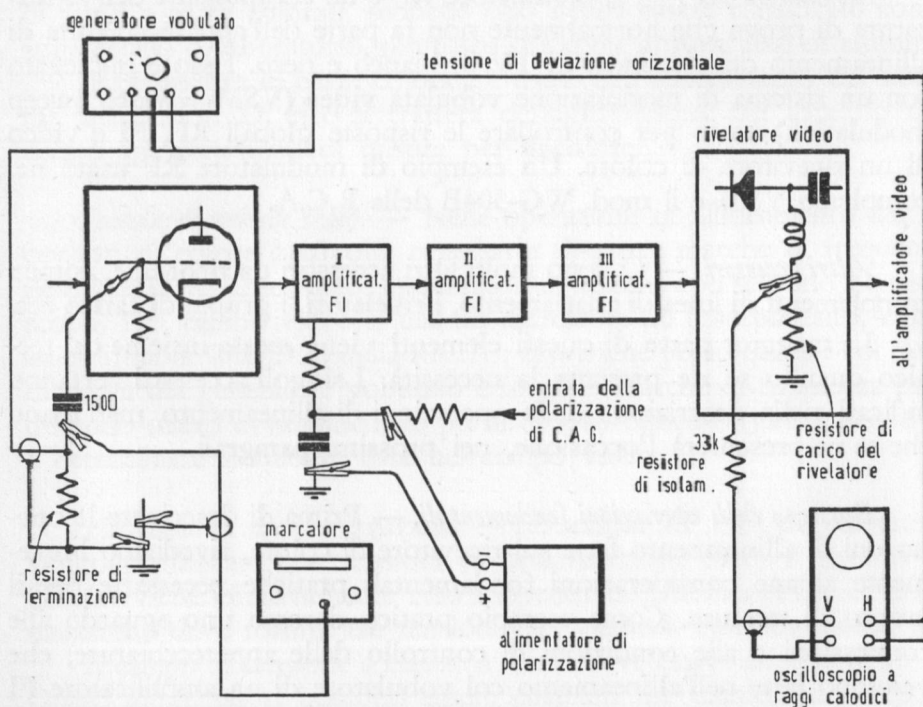 generatore vobulato
tensione di deviazione orizzontale
rivelatore video
all'amplificatore video
I
amplificat.
FI
II
amplificat.
FI
III
amplificat.
FI
1500
entrata della
polarizzazione
di c.A.G.
33k
resistore
di isolam.
resistore di
carico del
rivelatore
marcatore
resistore di
terminazione
+
-
alimentatore di
polarizzazione
V H
oscilloscopio a
raggi catodici